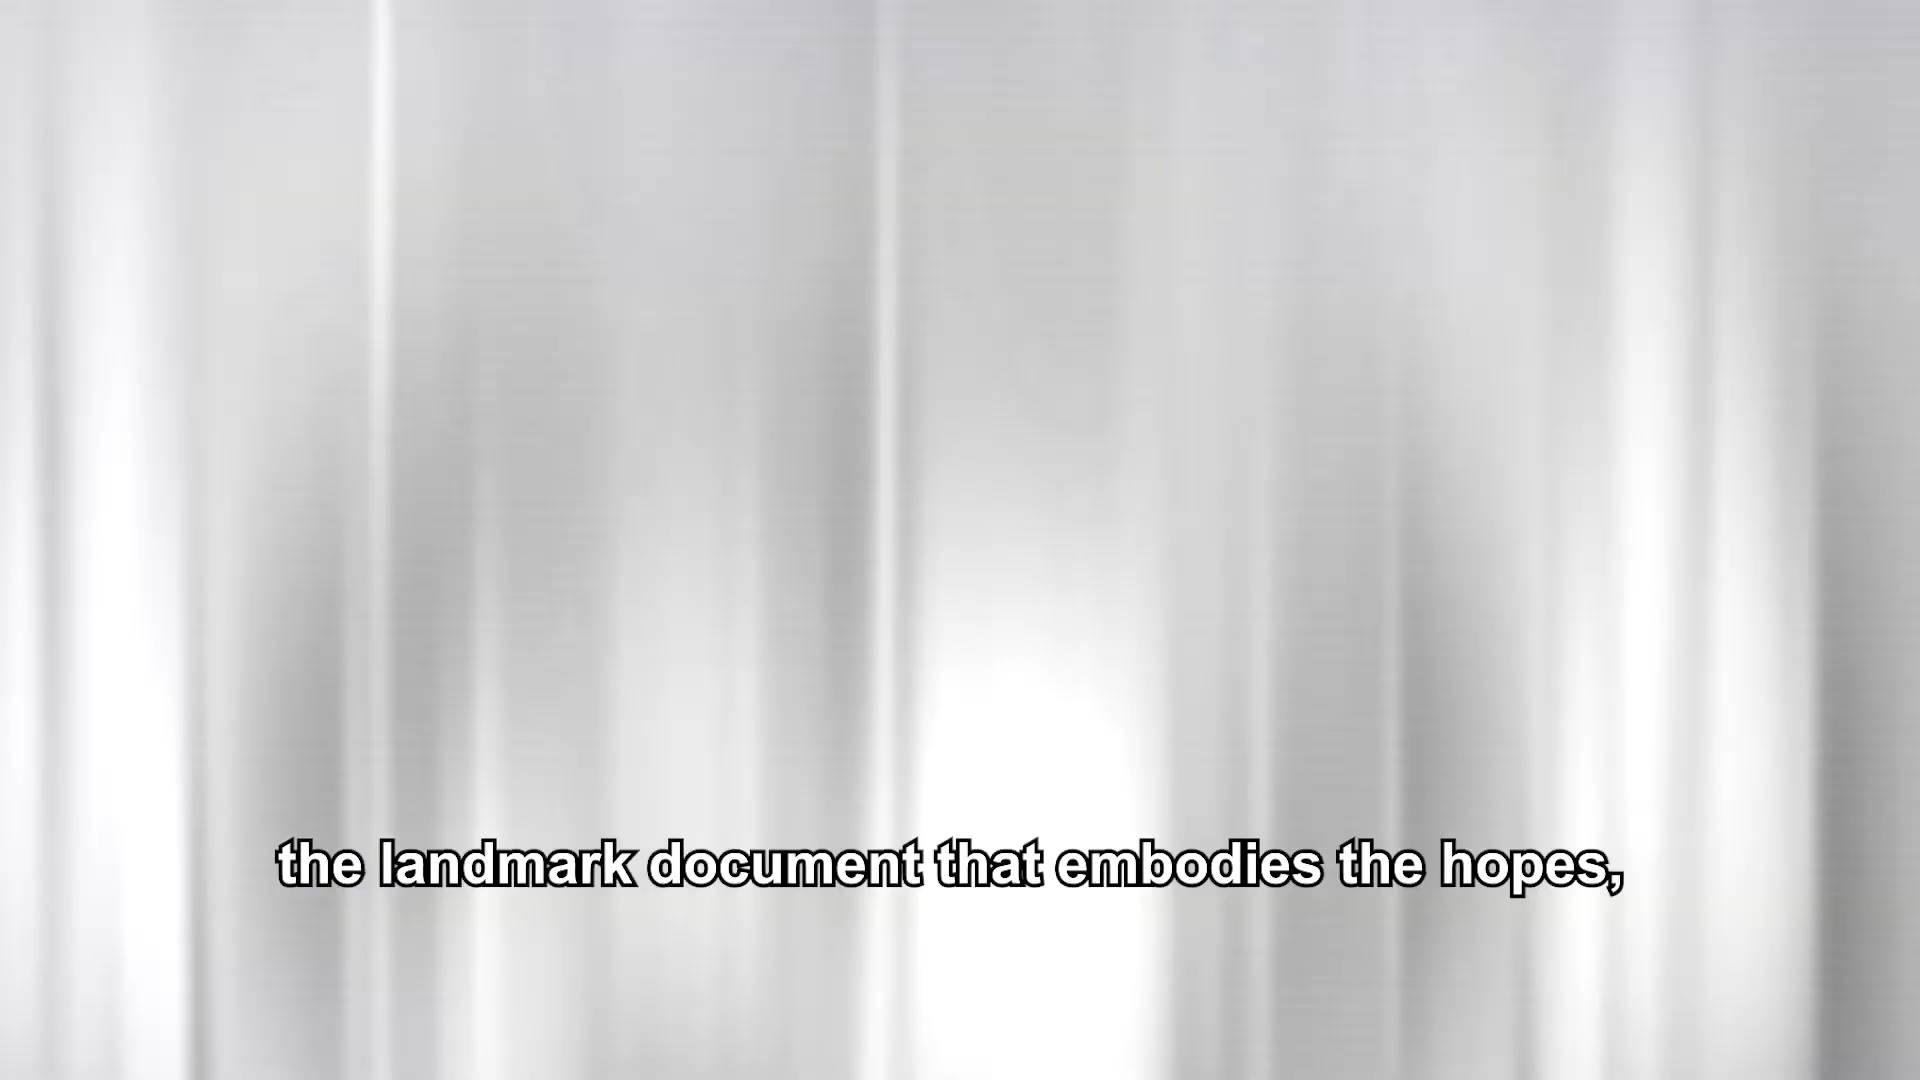 the landmark document that embodies the hopes,